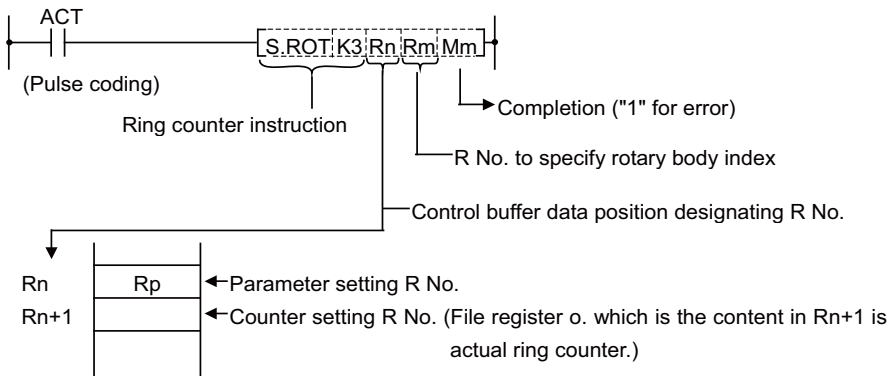 ACT
S.ROT K3 Rn Rm Mm
(Pulse coding)
Completion ("1" for error)
Ring counter instruction
R No. to specify rotary body index
Control buffer data position designating R No.
Rn Rp Parameter setting R No.
Rn+1 Counter setting R No. (File register o. which is the content in Rn+1 is
actual ring counter.)